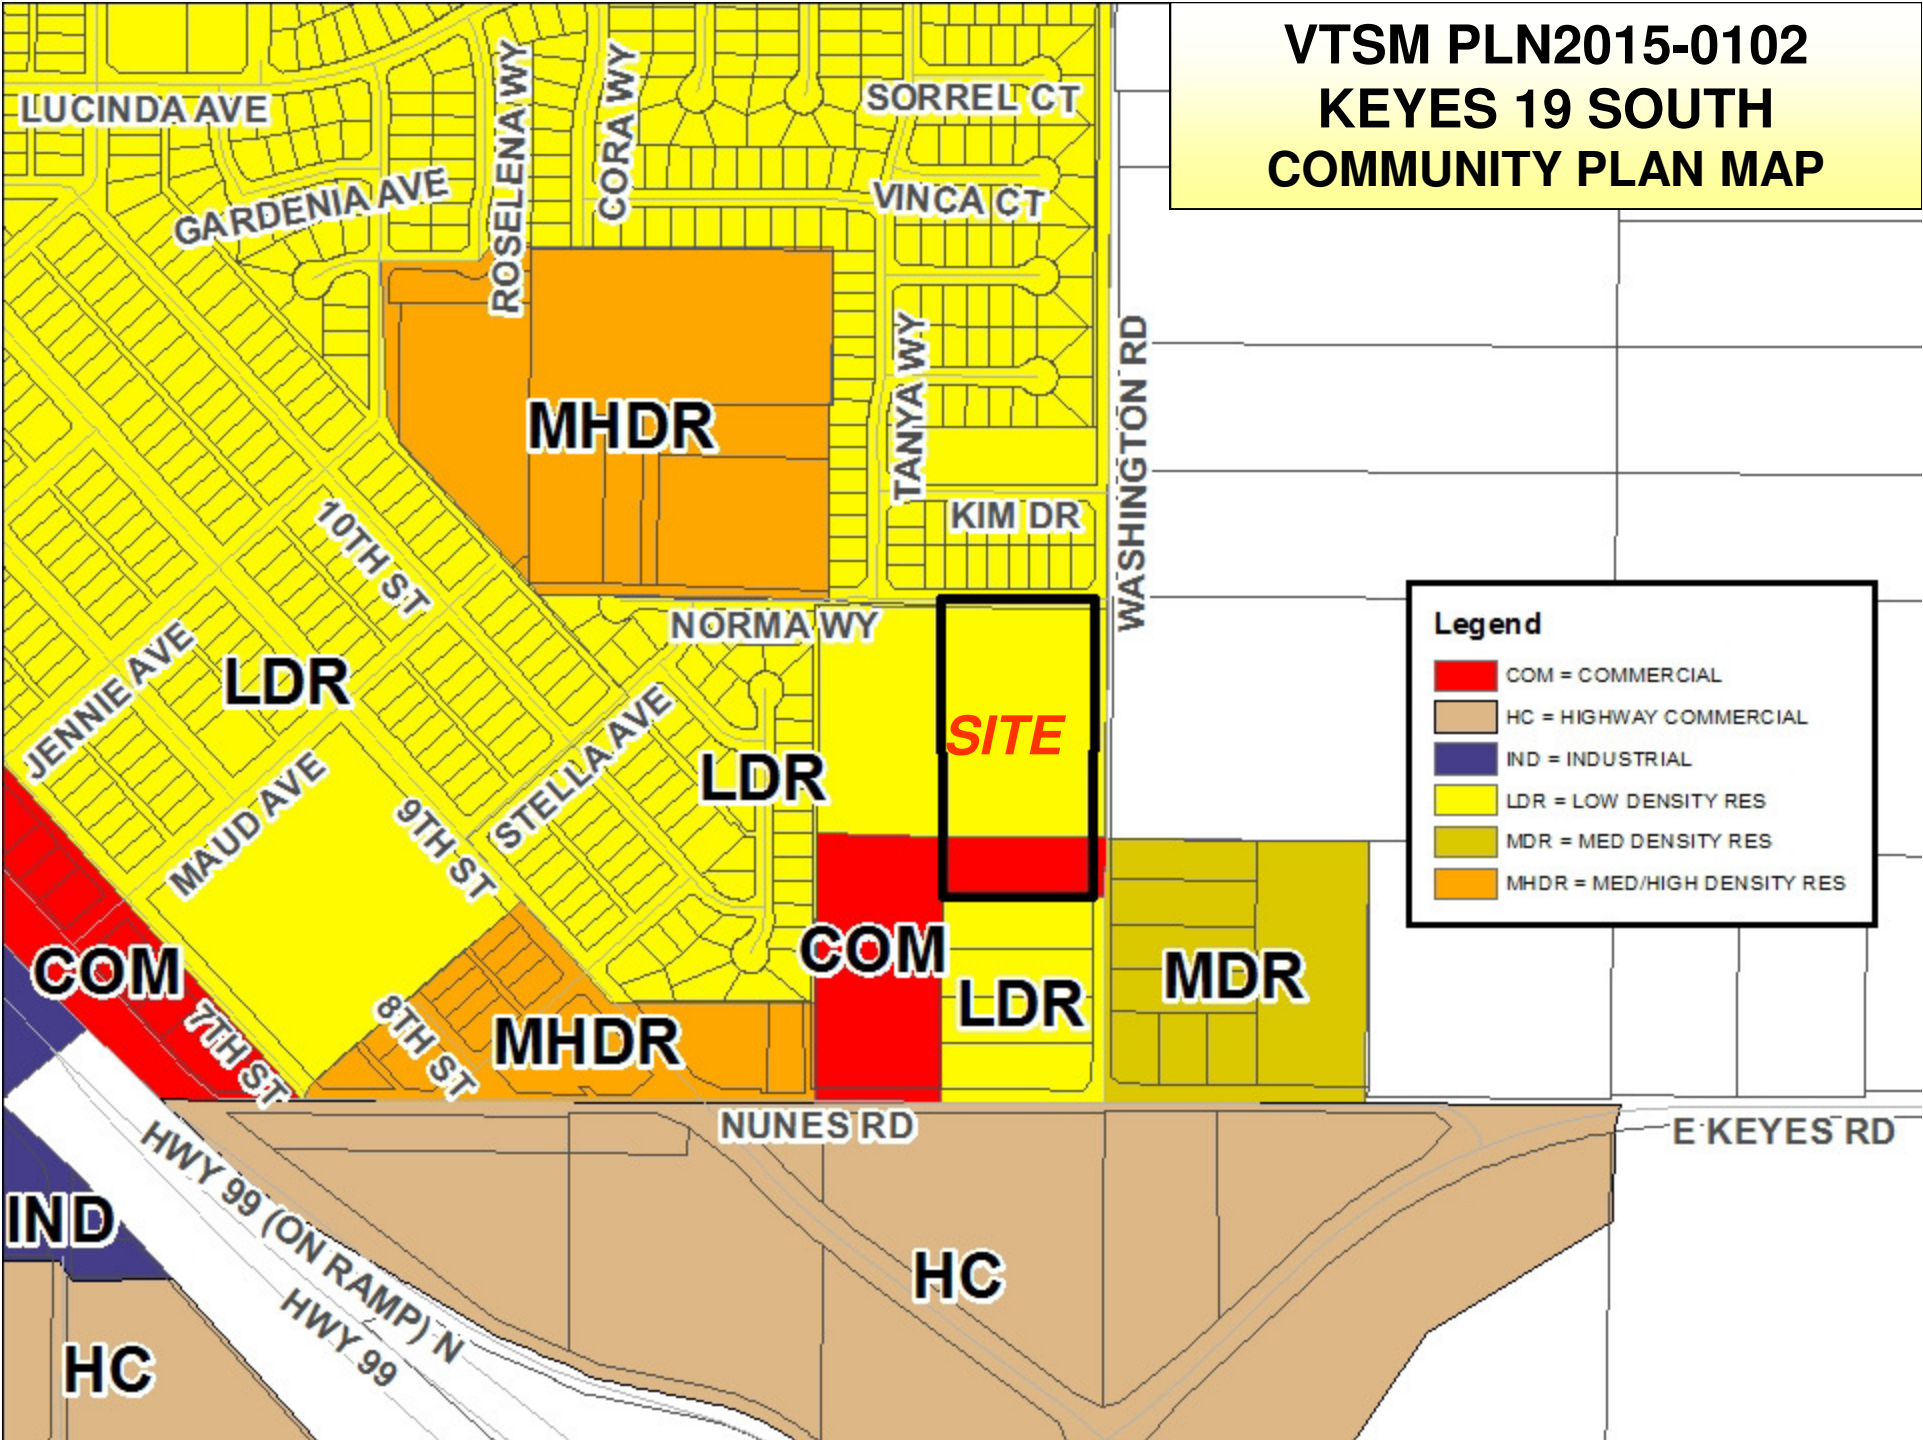 VTSM PLN2015-0102
KEYES 19 SOUTH
COMMUNITY PLAN MAP
LUCINDA AVE
GARDENIA AVE
ROSELENA WY
CORA WY
SORREL CT
VINCA CT
TANYA WY
WASHINGTON RD
MHDR
KIM DR
10TH ST
NORMA WY
JENNIE AVE
LDR
MAUD AVE
9TH ST
STELLA AVE
LDR
SITE
Legend
COM = COMMERCIAL
HC = HIGHWAY COMMERCIAL
IND = INDUSTRIAL
LDR = LOW DENSITY RES
MDR = MED DENSITY RES
MHDR = MED/HIGH DENSITY RES
COM
7TH ST
8TH ST
MHDR
COM
LDR
MDR
NUNES RD
E KEYES RD
IND
HWY 99 (ON RAMP) N
HWY 99
HC
HC